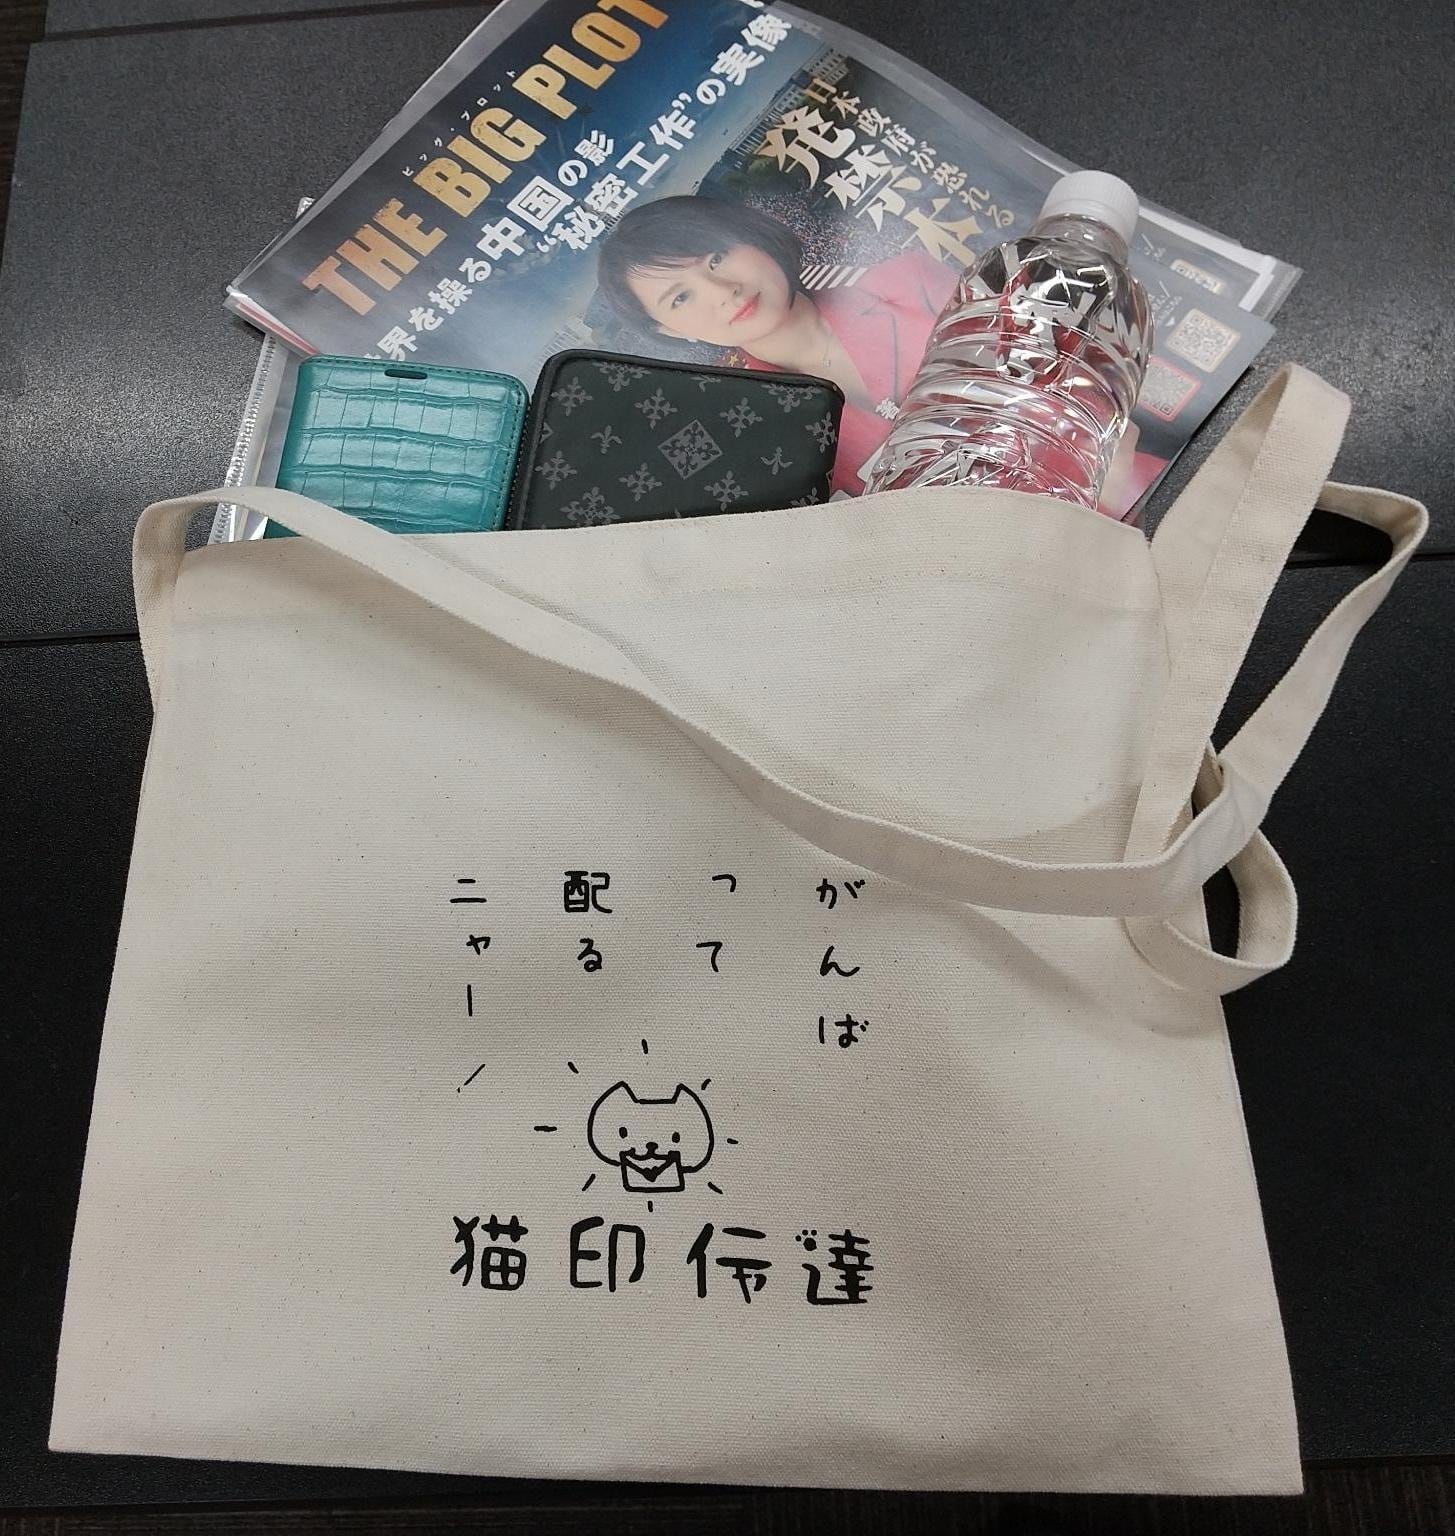 THE BIG PLOT
ビッグ・プロット
世界を操る中国の影
“秘密工作”の実像
日本政府が恐れる
発禁本
著
がんば
って
配る
ニャー
猫印伝達